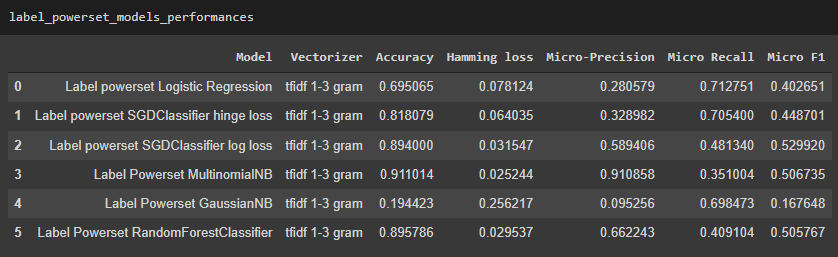 label_powerset_models_performances
Model Vectorizer Accuracy Hamming loss Micro-Precision Micro Recall Micro F1
0 Label powerset Logistic Regression tfidf 1-3 gram 0.695065 0.078124 0.280579 0.712751 0.402651
1 Label powerset SGDClassifier hinge loss tfidf 1-3 gram 0.818079 0.064035 0.328982 0.705400 0.448701
2 Label powerset SGDClassifier log loss tfidf 1-3 gram 0.894000 0.031547 0.589406 0.481340 0.529920
3 Label Powerset MultinomialNB tfidf 1-3 gram 0.911014 0.025244 0.910858 0.351004 0.506735
4 Label Powerset GaussianNB tfidf 1-3 gram 0.194423 0.256217 0.095256 0.698473 0.167648
5 Label Powerset RandomForestClassifier tfidf 1-3 gram 0.895786 0.029537 0.662243 0.409104 0.505767